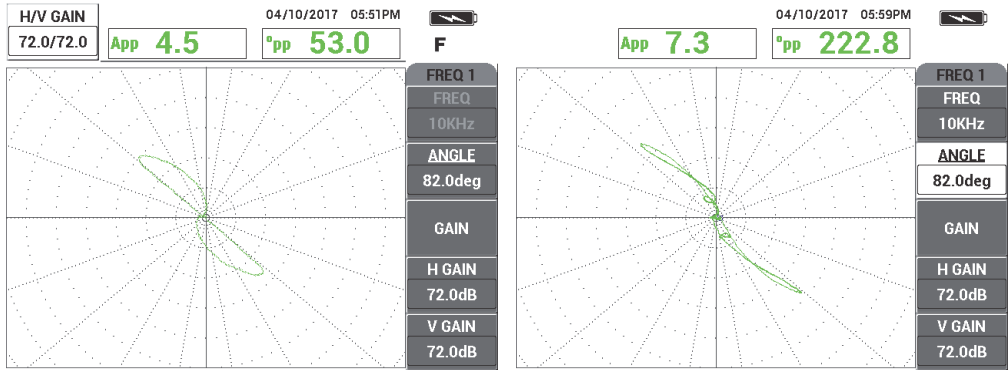 H/V GAIN
72.0/72.0
04/10/2017 05:51PM
App 4.5
°pp 53.0
F
FREQ 1
FREQ
10KHz
ANGLE
82.0deg
GAIN
H GAIN
72.0dB
V GAIN
72.0dB
04/10/2017 05:59PM
App 7.3
°pp 222.8
FREQ 1
FREQ
10KHz
ANGLE
82.0deg
GAIN
H GAIN
72.0dB
V GAIN
72.0dB